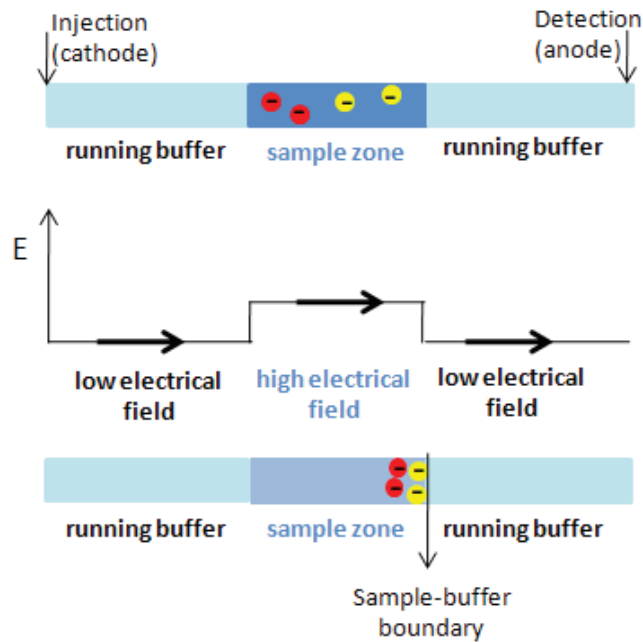 Injection
(cathode)
Detection
(anode)
- - - -
running buffer
sample zone
running buffer
E
low electrical
field
high electrical
field
low electrical
field
- - - -
running buffer
sample zone
running buffer
Sample-buffer
boundary